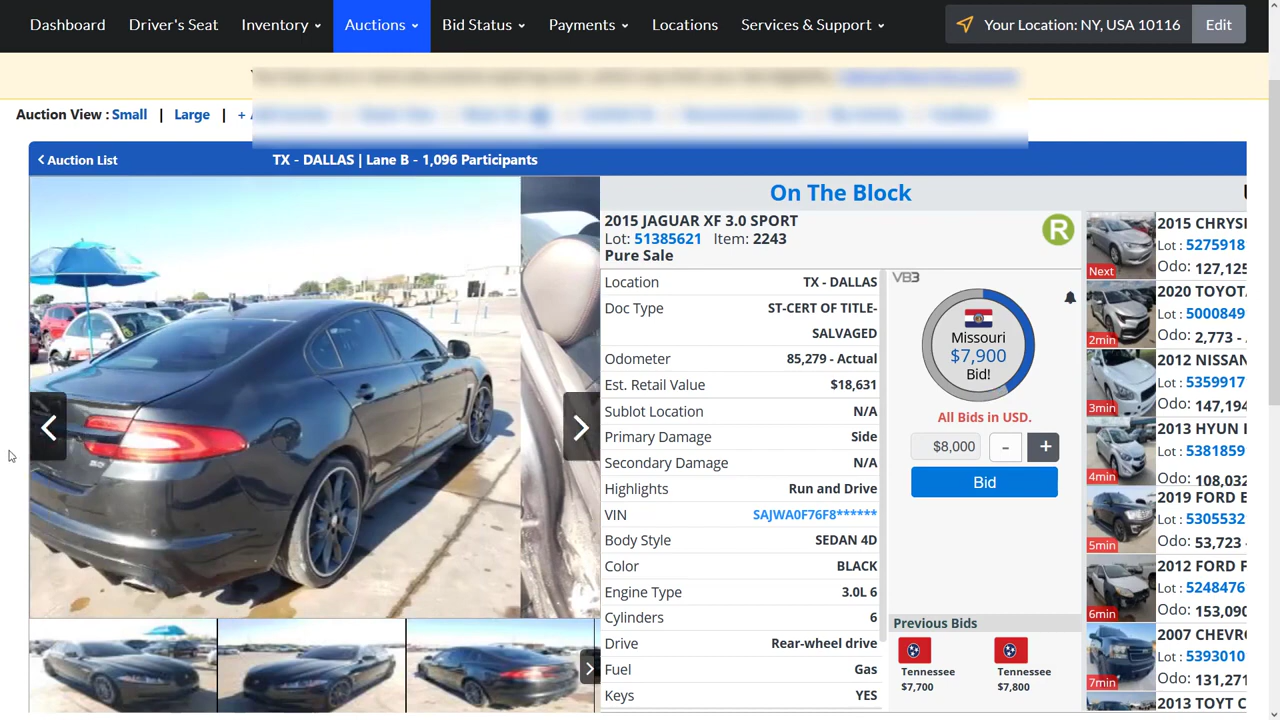 Dashboard Driver's Seat Inventory Auctions Bid Status Payments Locations Services & Support Your Location: NY, USA 10116 Edit
Auction View : Small | Large | +
Auction List TX - DALLAS | Lane B - 1,096 Participants
On The Block
2015 JAGUAR XF 3.0 SPORT
Lot: 51385621 Item: 2243
Pure Sale
R
Location TX - DALLAS
Doc Type ST-CERT OF TITLE-
SALVAGED
Odometer 85,279 - Actual
Est. Retail Value $18,631
Sublot Location N/A
Primary Damage Side
Secondary Damage N/A
Highlights Run and Drive
VIN SAJWA0F76F8******
Body Style SEDAN 4D
Color BLACK
Engine Type 3.0L 6
Cylinders 6
Drive Rear-wheel drive
Fuel Gas
Keys YES
VB3
Missouri
$7,900
Bid!
All Bids in USD.
$8,000 - +
Bid
Previous Bids
Tennessee
$7,700
Tennessee
$7,800
Next
2015 CHRYSL
Lot : 5275918
Odo: 127,125
2min
2020 TOYOT
Lot : 5000849
Odo: 2,773 -
3min
2012 NISSAN
Lot : 5359917
Odo: 147,194
4min
2013 HYUN
Lot : 5381859
Odo: 108,032
5min
2019 FORD E
Lot : 5305532
Odo: 53,723
6min
2012 FORD F
Lot : 5248476
Odo: 153,090
7min
2007 CHEVR
Lot : 5393010
Odo: 131,271
2013 TOYT C